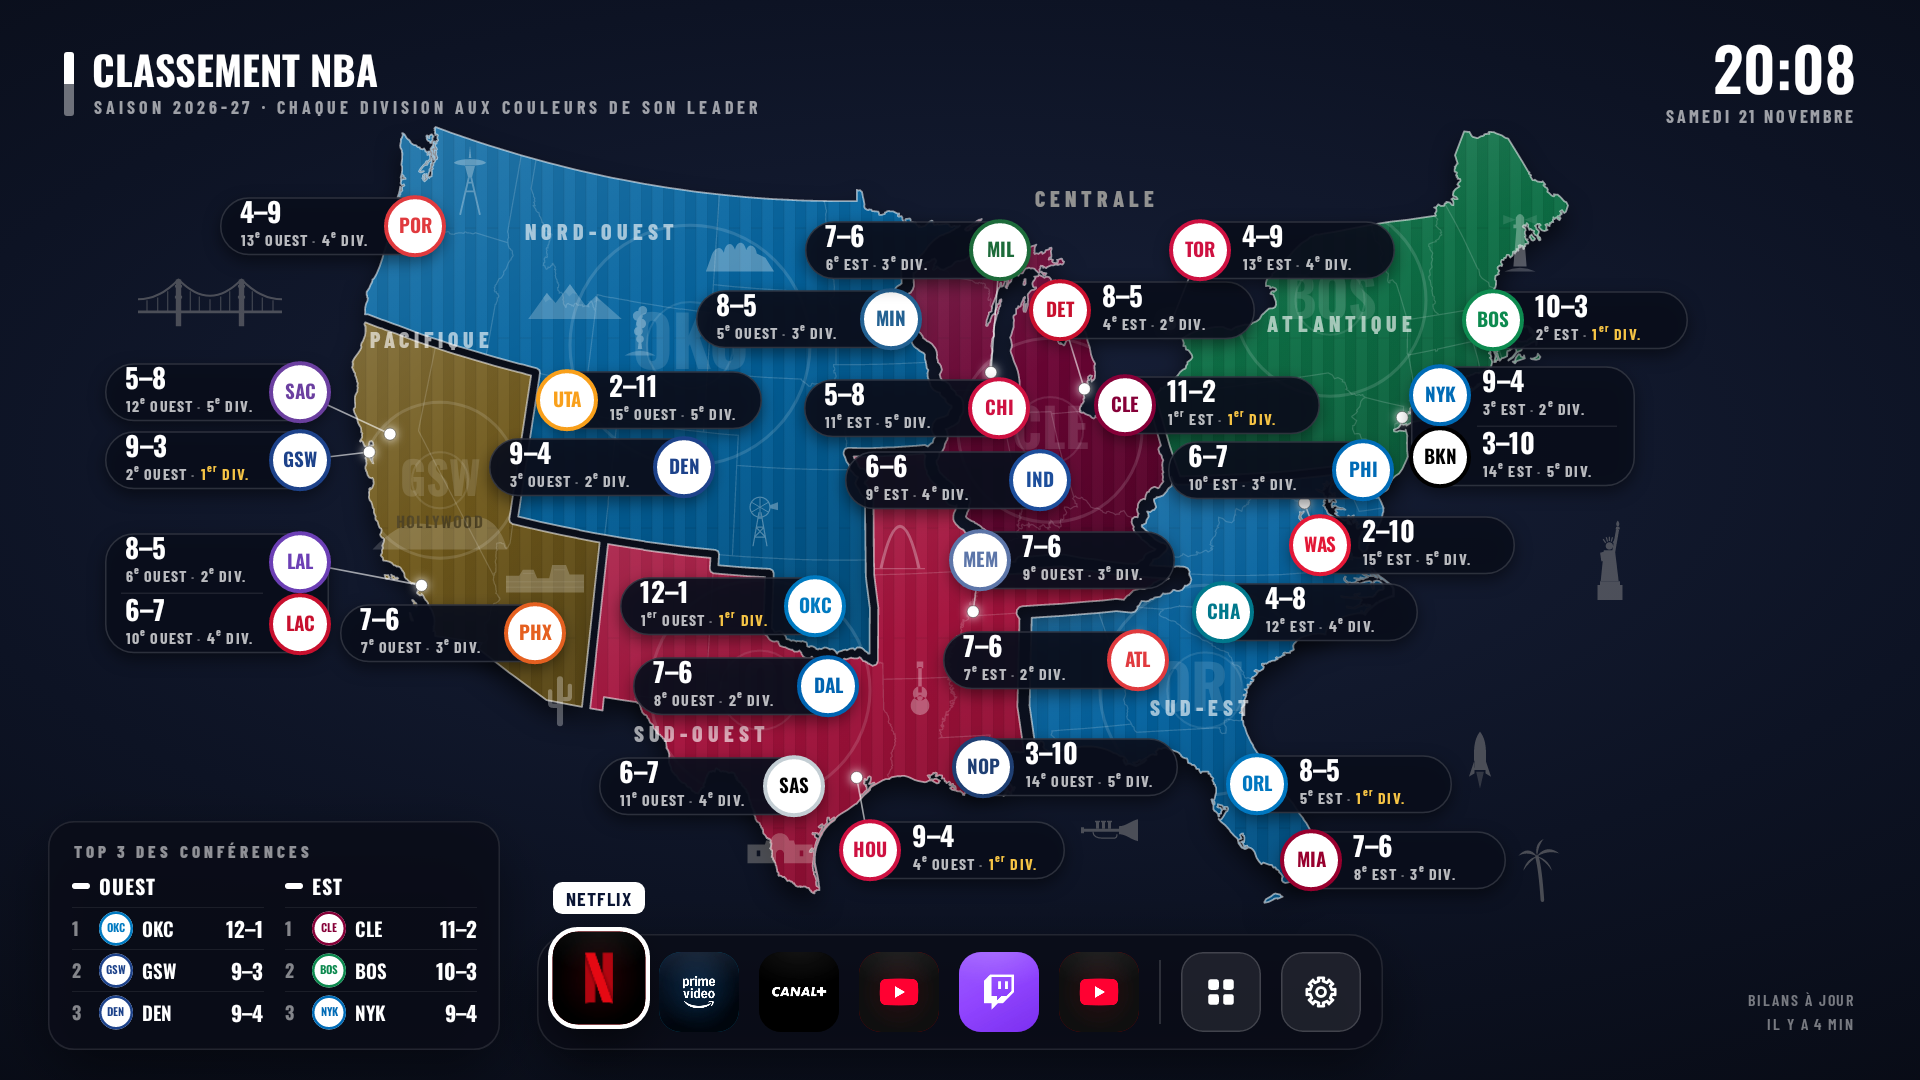 CLASSEMENT NBA
SAISON 2026-27 · CHAQUE DIVISION AUX COULEURS DE SON LEADER
20:08
SAMEDI 21 NOVEMBRE
CENTRALE
NORD-OUEST
PACIFIQUE
ATLANTIQUE
SUD-OUEST
SUD-EST
OKC
BOS
GSW
CLE
ORL
HOLLYWOOD
4–9
13e OUEST · 4e DIV.
POR
7–6
6e EST · 3e DIV.
MIL
TOR
4–9
13e EST · 4e DIV.
8–5
5e OUEST · 3e DIV.
MIN
DET
8–5
4e EST · 2e DIV.
BOS
10–3
2e EST · 1er DIV.
5–8
12e OUEST · 5e DIV.
SAC
UTA
2–11
15e OUEST · 5e DIV.
5–8
11e EST · 5e DIV.
CHI
CLE
11–2
1er EST · 1er DIV.
NYK
9–4
3e EST · 2e DIV.
BKN
3–10
14e EST · 5e DIV.
9–3
2e OUEST · 1er DIV.
GSW
9–4
3e OUEST · 2e DIV.
DEN
6–6
9e EST · 4e DIV.
IND
6–7
10e EST · 3e DIV.
PHI
8–5
6e OUEST · 2e DIV.
LAL
6–7
10e OUEST · 4e DIV.
LAC
7–6
7e OUEST · 3e DIV.
PHX
12–1
1er OUEST · 1er DIV.
OKC
MEM
7–6
9e OUEST · 3e DIV.
WAS
2–10
15e EST · 5e DIV.
CHA
4–8
12e EST · 4e DIV.
7–6
8e OUEST · 2e DIV.
DAL
7–6
7e EST · 2e DIV.
ATL
6–7
11e OUEST · 4e DIV.
SAS
NOP
3–10
14e OUEST · 5e DIV.
ORL
8–5
5e EST · 1er DIV.
HOU
9–4
4e OUEST · 1er DIV.
MIA
7–6
8e EST · 3e DIV.
TOP 3 DES CONFÉRENCES
OUEST
1 OKC OKC 12–1
2 GSW GSW 9–3
3 DEN DEN 9–4
EST
1 CLE CLE 11–2
2 BOS BOS 10–3
3 NYK NYK 9–4
NETFLIX
N
prime video
CANAL+
BILANS À JOUR
IL Y A 4 MIN